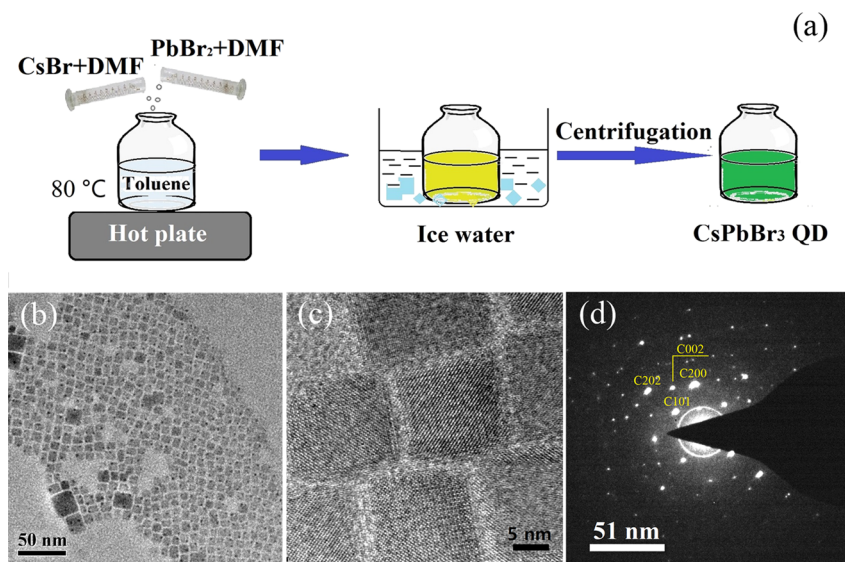 (a)
PbBr₂+DMF
CsBr+DMF
80 °C
Toluene
Hot plate
Ice water
Centrifugation
CsPbBr₃ QD
(b)
50 nm
(c)
5 nm
(d)
C002
C202
C200
C101
51 nm